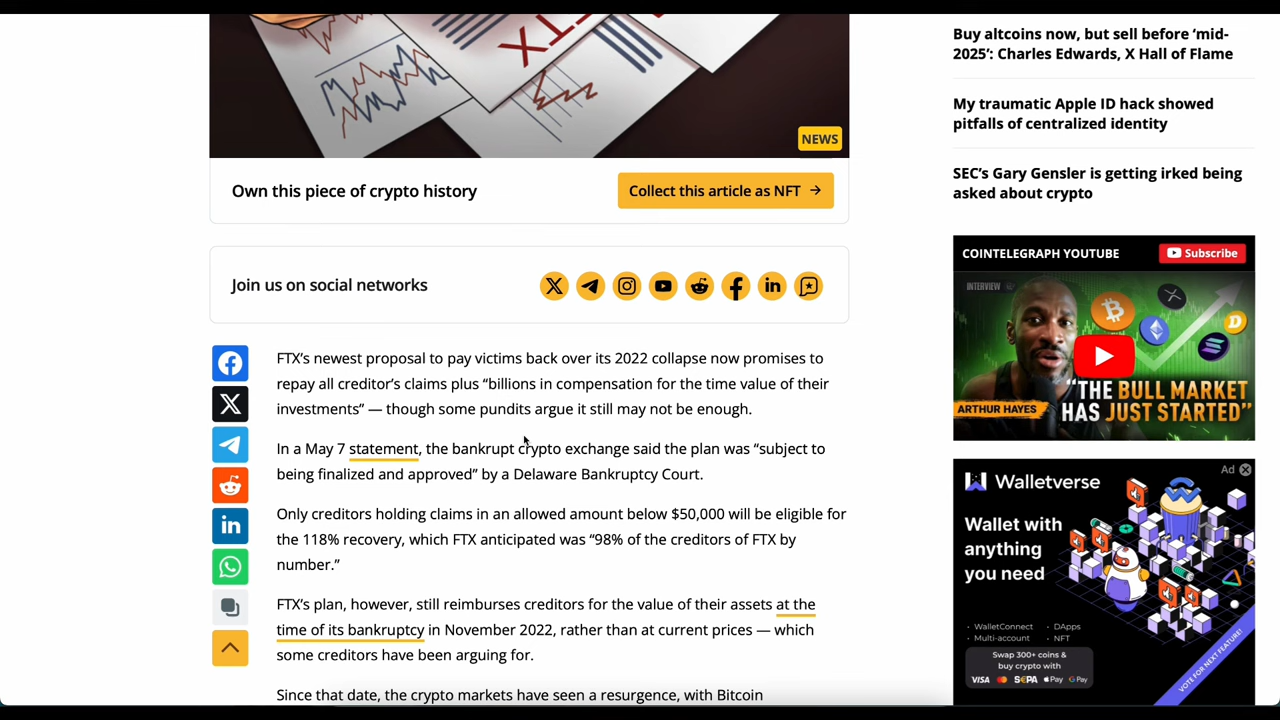 FTX
NEWS
Own this piece of crypto history
Collect this article as NFT →
Join us on social networks
FTX’s newest proposal to pay victims back over its 2022 collapse now promises to
repay all creditor’s claims plus “billions in compensation for the time value of their
investments” — though some pundits argue it still may not be enough.
In a May 7 statement, the bankrupt crypto exchange said the plan was “subject to
being finalized and approved” by a Delaware Bankruptcy Court.
Only creditors holding claims in an allowed amount below $50,000 will be eligible for
the 118% recovery, which FTX anticipated was “98% of the creditors of FTX by
number.”
FTX’s plan, however, still reimburses creditors for the value of their assets at the
time of its bankruptcy in November 2022, rather than at current prices — which
some creditors have been arguing for.
Since that date, the crypto markets have seen a resurgence, with Bitcoin
Buy altcoins now, but sell before ‘mid-
2025’: Charles Edwards, X Hall of Flame
My traumatic Apple ID hack showed
pitfalls of centralized identity
SEC’s Gary Gensler is getting irked being
asked about crypto
COINTELEGRAPH YOUTUBE
Subscribe
INTERVIEW
ARTHUR HAYES
“THE BULL MARKET
HAS JUST STARTED”
Ad
Walletverse
Wallet with
anything
you need
· WalletConnect · DApps
· Multi-account · NFT
Swap 300+ coins &
buy crypto with
VISA SEPA Apple Pay G Pay
VOTE FOR NEXT FEATURE!